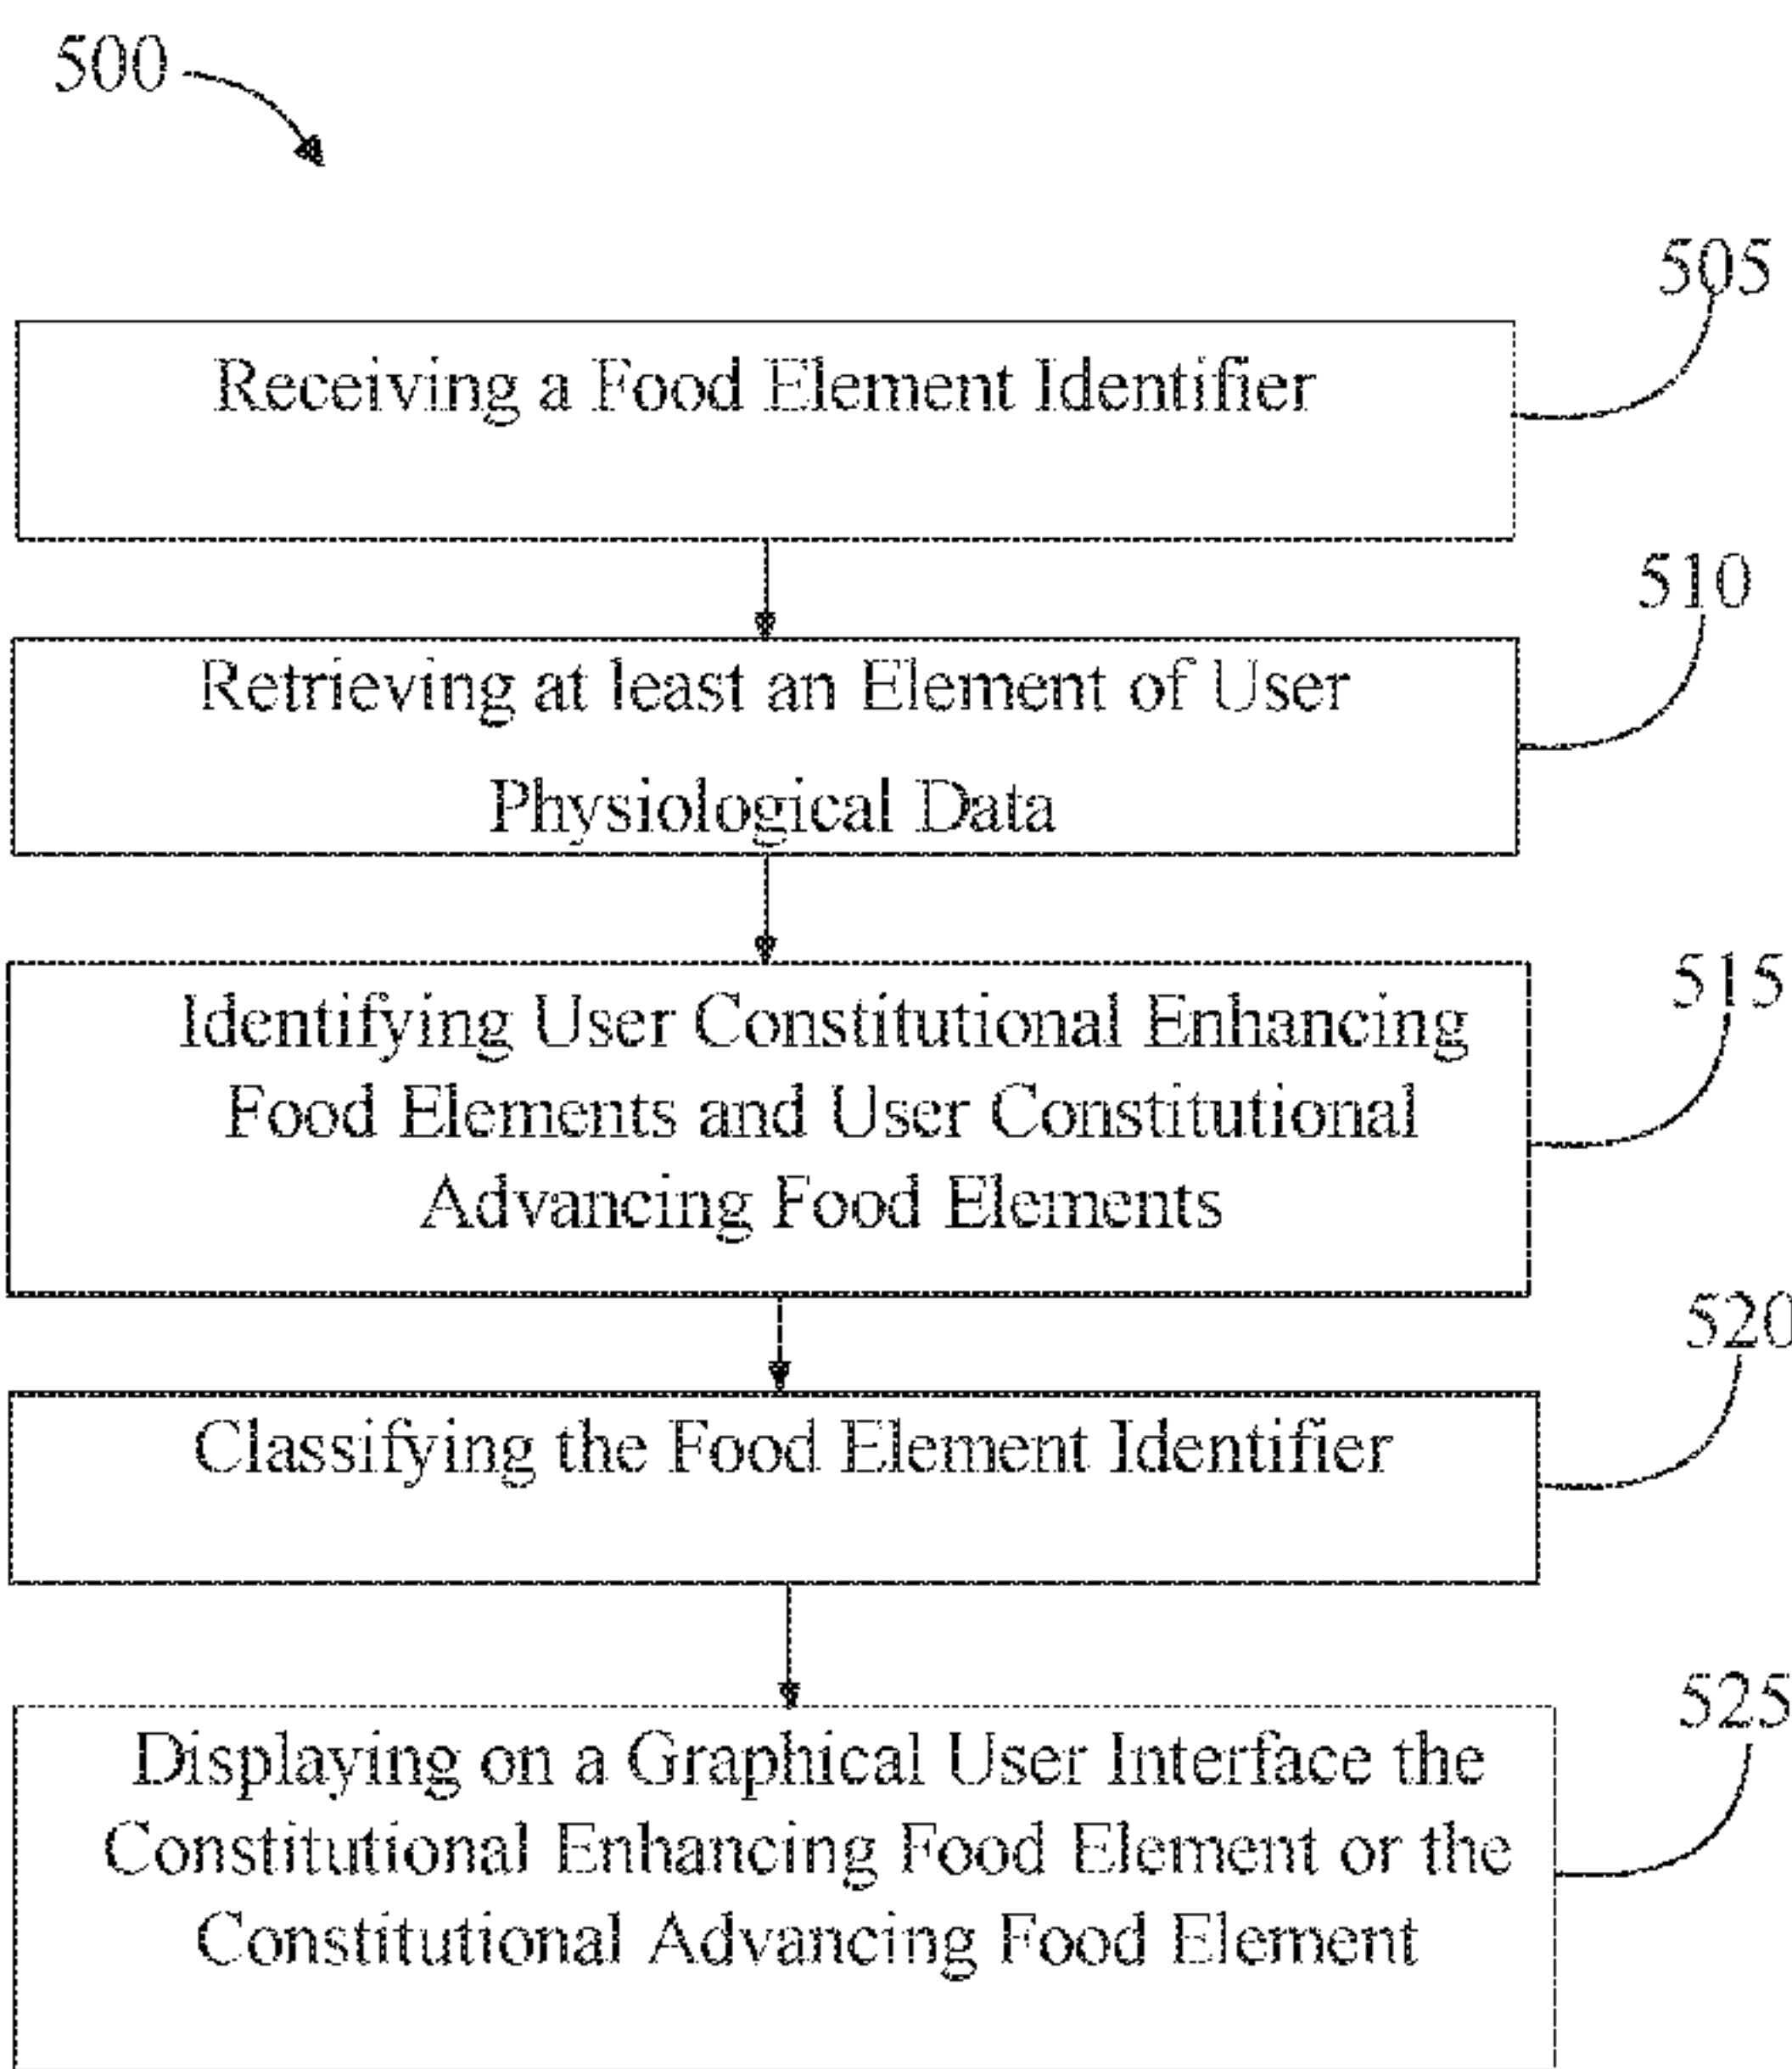 500
505
Receiving a Food Element Identifier
510
Retrieving at least an Element of User
Physiological Data
515
Identifying User Constitutional Enhancing
Food Elements and User Constitutional
Advancing Food Elements
520
Classifying the Food Element Identifier
525
Displaying on a Graphical User Interface the
Constitutional Enhancing Food Element or the
Constitutional Advancing Food Element